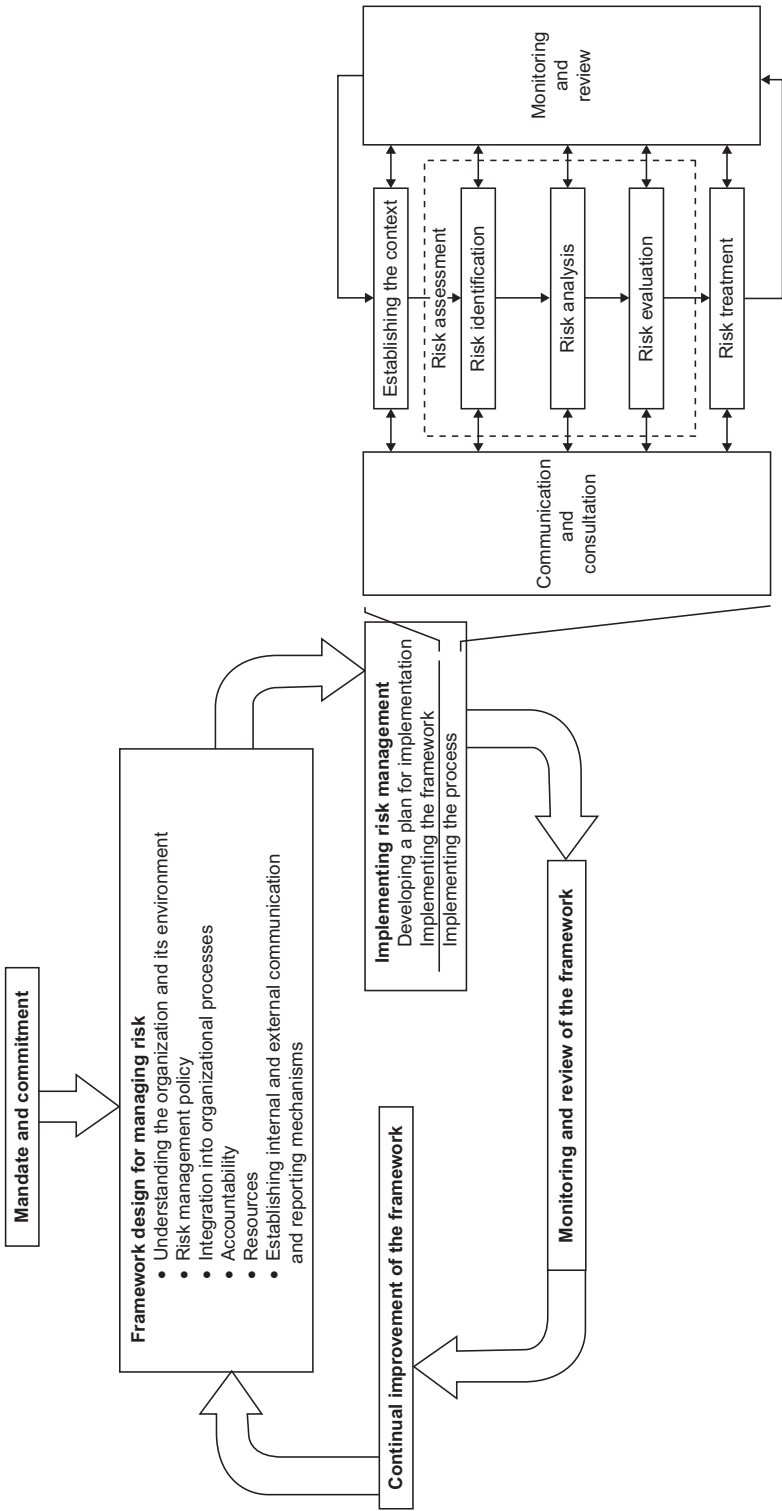 Mandate and commitment
Framework design for managing risk
• Understanding the organization and its environment
• Risk management policy
• Integration into organizational processes
• Accountability
• Resources
• Establishing internal and external communication
and reporting mechanisms
Implementing risk management
Developing a plan for implementation
Implementing the framework
Implementing the process
Continual improvement of the framework
Monitoring and review of the framework
Communication
and
consultation
Establishing the context
Risk assessment
Risk identification
Risk analysis
Risk evaluation
Risk treatment
Monitoring
and
review